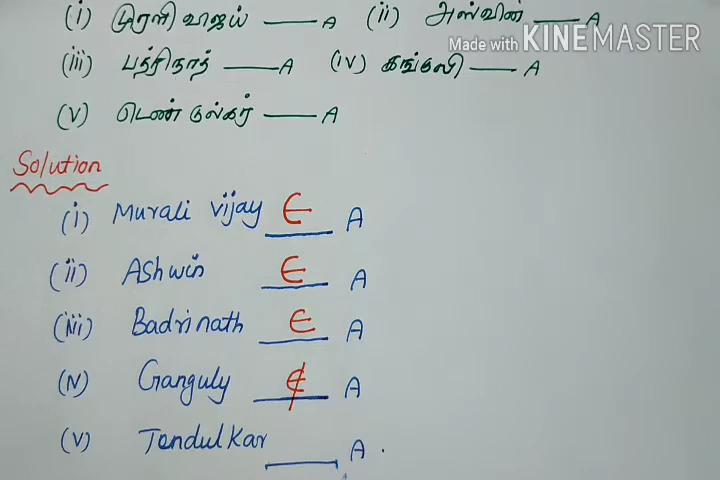 (i) முரளி விஜய் ___ A (ii) அஸ்வின் ___ A
Made with KINEMASTER
(iii) பத்ரிநாத் ___ A (iv) கங்குலி ___ A
(v) டெண்டுல்கர் ___ A
Solution
(i) Murali Vijay ∈ A
(ii) Ashwin ∈ A
(iii) Badrinath ∈ A
(iv) Ganguly ∉ A
(v) Tendulkar ___ A.